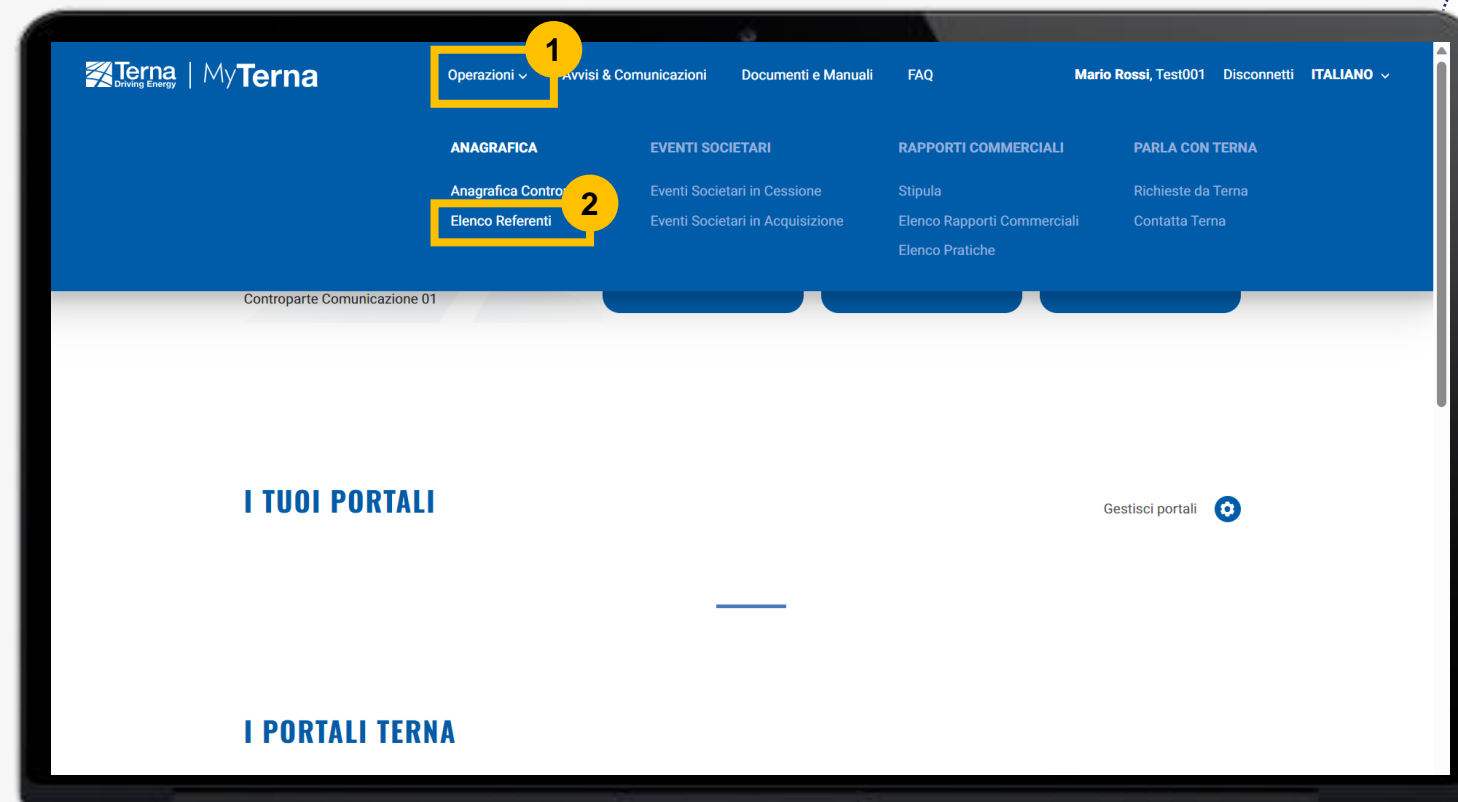 1
Terna
Driving Energy
MyTerna
Operazioni
Avvisi & Comunicazioni
Documenti e Manuali
FAQ
Mario Rossi, Test001
Disconnetti
ITALIANO
ANAGRAFICA
EVENTI SOCIETARI
RAPPORTI COMMERCIALI
PARLA CON TERNA
Anagrafica
Eventi Societari in Cessione
Stipula
Richieste da Terna
2
Elenco Referenti
Eventi Societari in Acquisizione
Elenco Rapporti Commerciali
Contatta Terna
Elenco Pratiche
Controparte Comunicazione 01
I TUOI PORTALI
Gestisci portali
I PORTALI TERNA